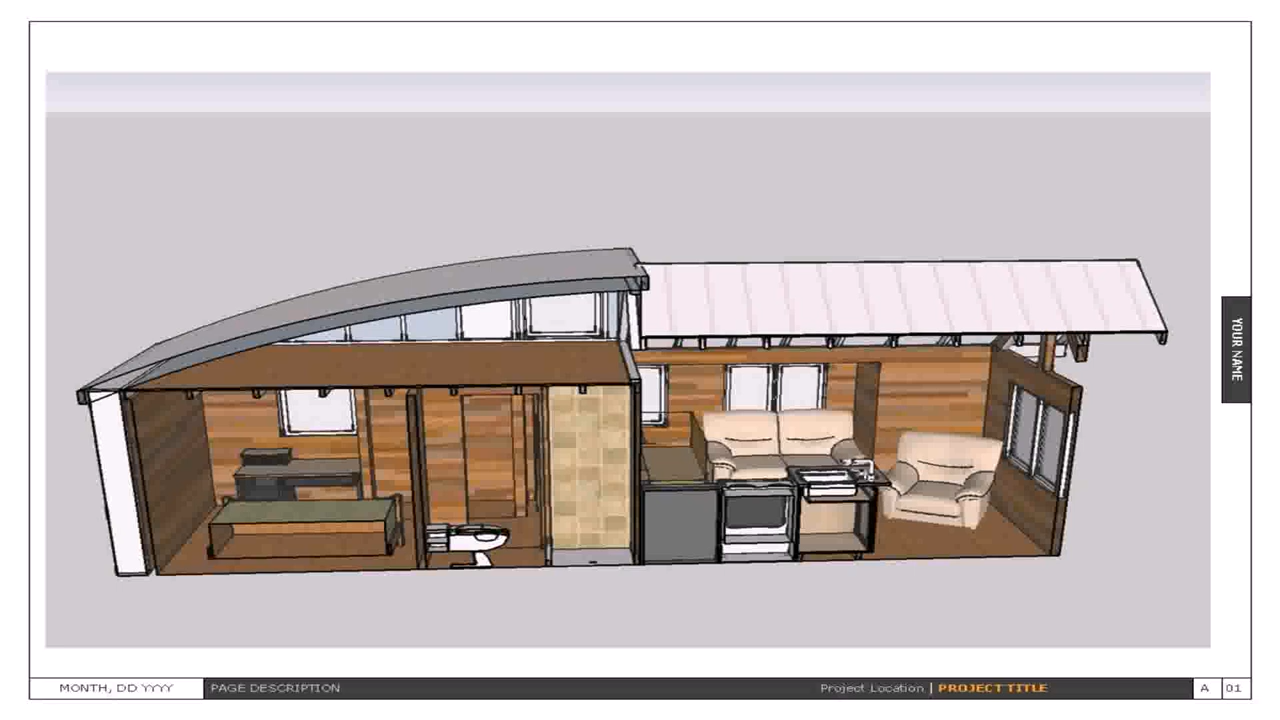 YOUR NAME
MONTH, DD YYYY
PAGE DESCRIPTION
Project Location | PROJECT TITLE
A
01